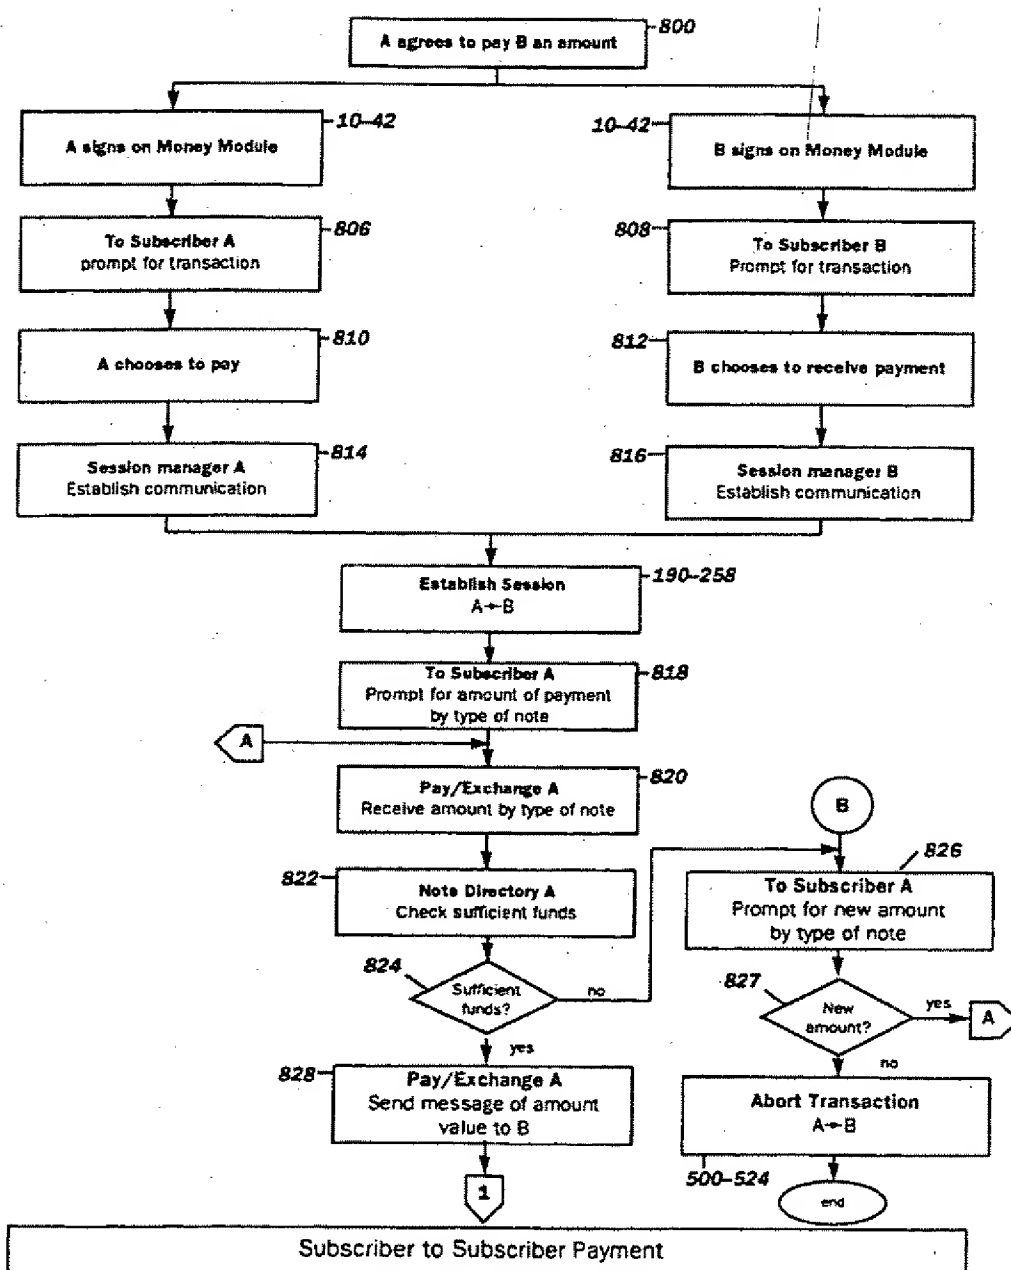 A agrees to pay B an amount
800
A signs on Money Module
10-42
10-42
B signs on Money Module
To Subscriber A
prompt for transaction
806
808
To Subscriber B
Prompt for transaction
A chooses to pay
810
812
B chooses to receive payment
Session manager A
Establish communication
814
816
Session manager B
Establish communication
Establish Session
A↔B
190-258
To Subscriber A
Prompt for amount of payment
by type of note
818
A
Pay/Exchange A
Receive amount by type of note
820
B
822
Note Directory A
Check sufficient funds
826
To Subscriber A
Prompt for new amount
by type of note
824
Sufficient
funds?
no
yes
827
New
amount?
yes
A
no
828
Pay/Exchange A
Send message of amount
value to B
Abort Transaction
A↔B
500-524
1
end
Subscriber to Subscriber Payment